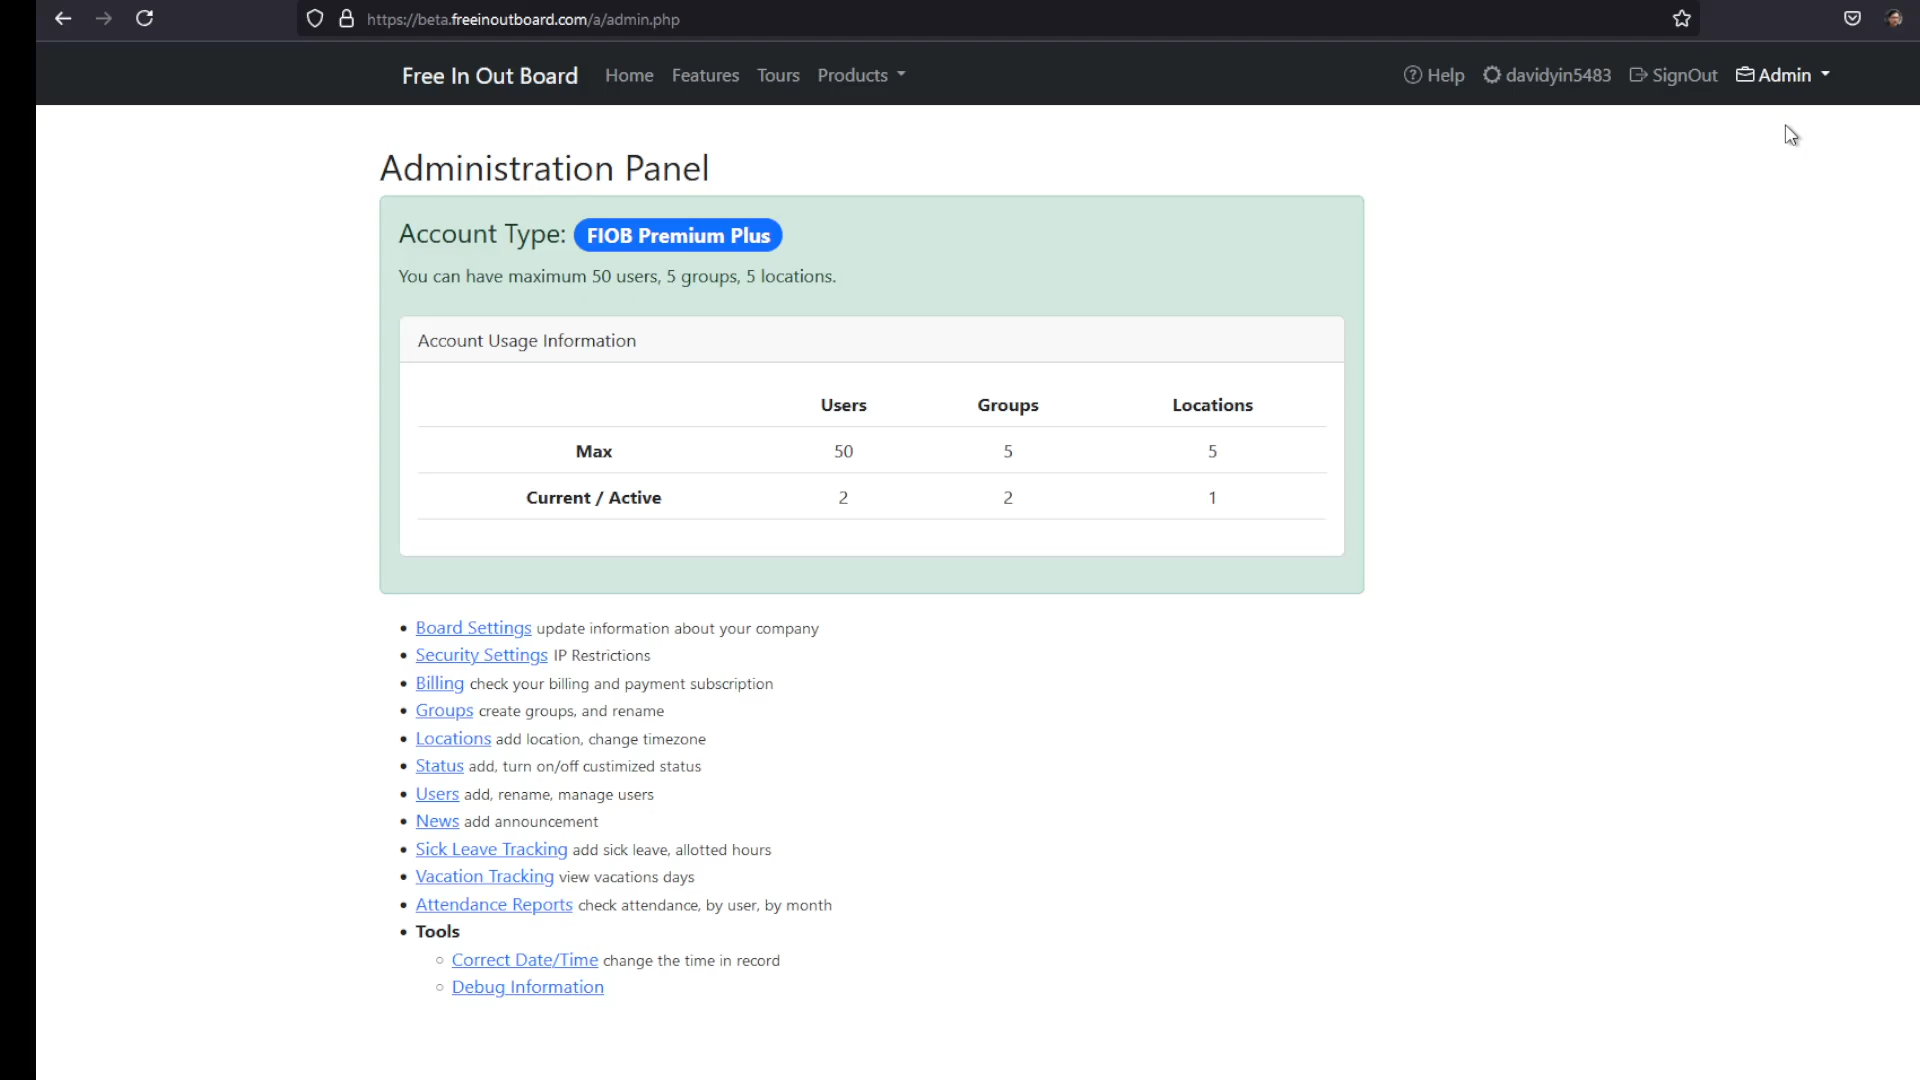 https://beta.freeinoutboard.com/a/admin.php
Free In Out Board Home Features Tours Products Help davidyin5483 SignOut Admin
Administration Panel
Account Type: FIOB Premium Plus
You can have maximum 50 users, 5 groups, 5 locations.
Account Usage Information
Users Groups Locations
Max 50 5 5
Current / Active 2 2 1
Board Settings update information about your company
Security Settings IP Restrictions
Billing check your billing and payment subscription
Groups create groups, and rename
Locations add location, change timezone
Status add, turn on/off custimized status
Users add, rename, manage users
News add announcement
Sick Leave Tracking add sick leave, allotted hours
Vacation Tracking view vacations days
Attendance Reports check attendance, by user, by month
Tools
Correct Date/Time change the time in record
Debug Information